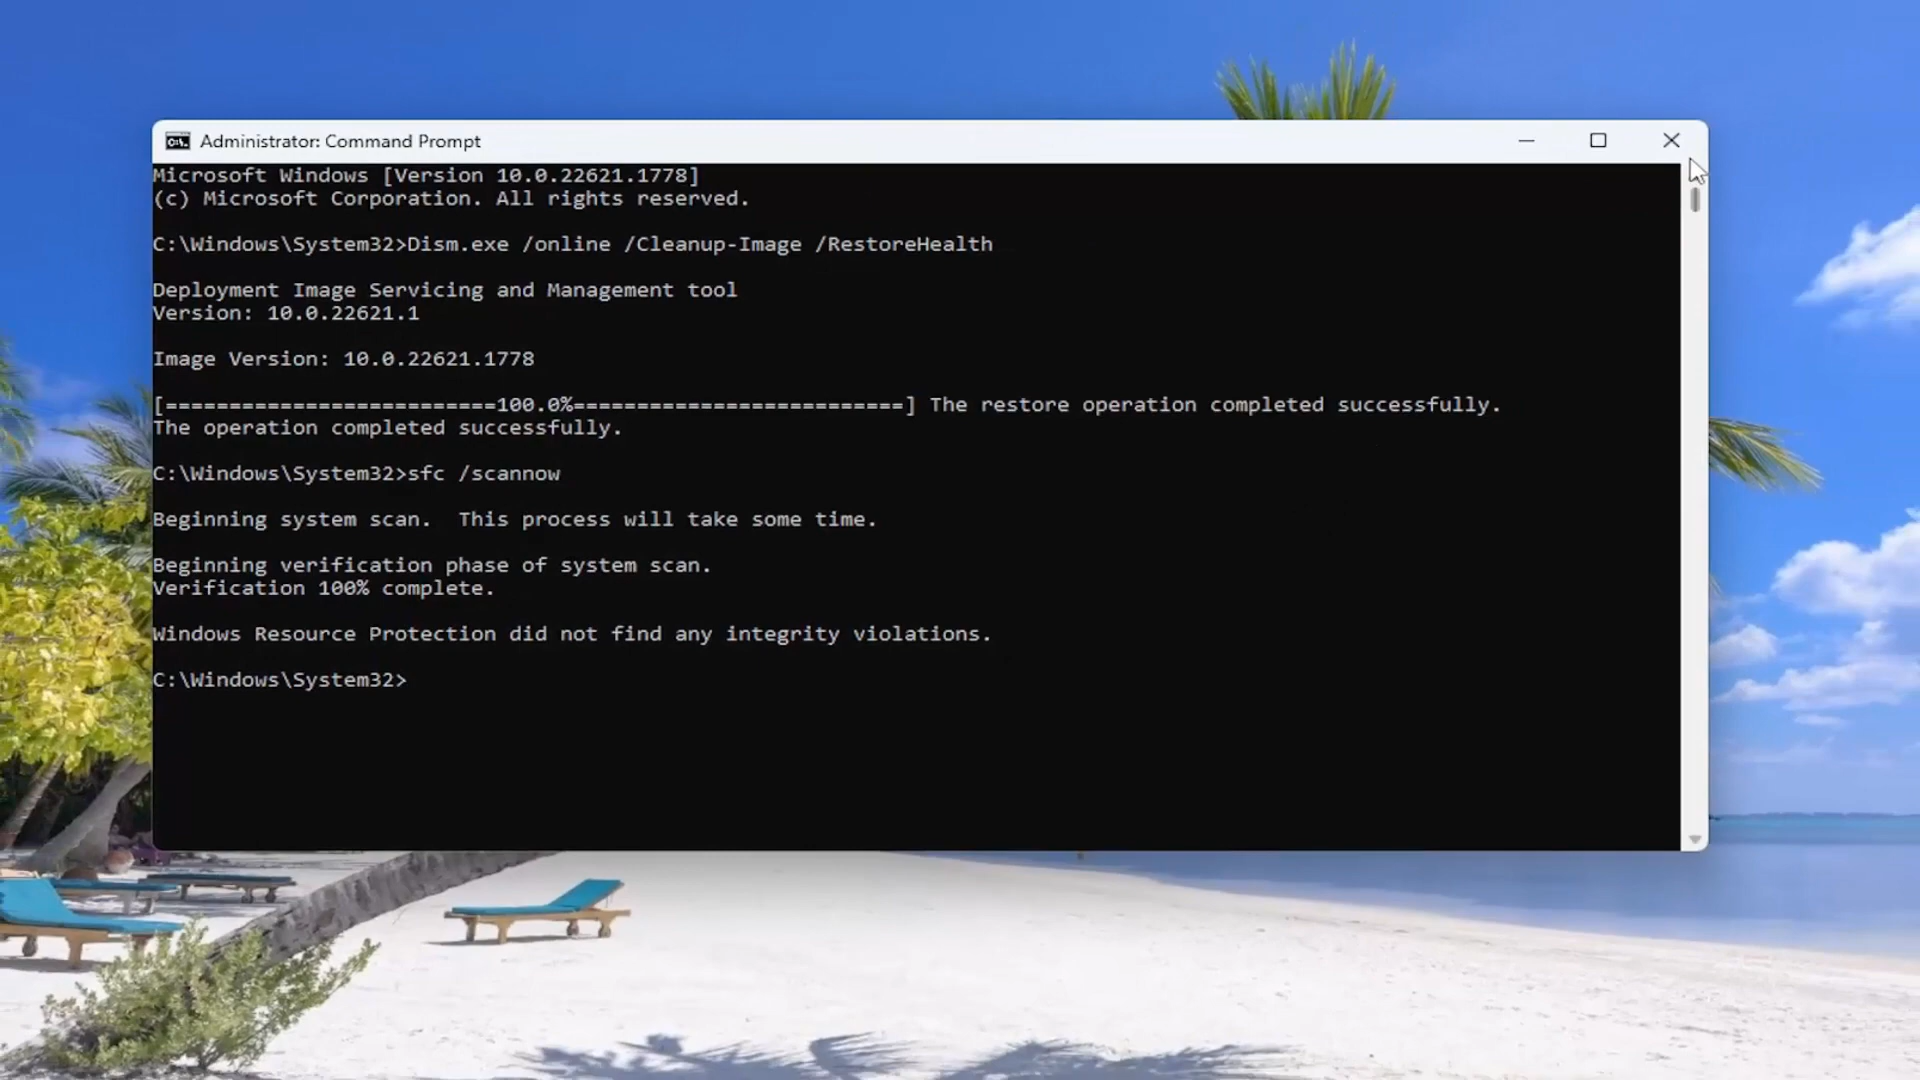 Administrator: Command Prompt
Microsoft Windows [Version 10.0.22621.1778]
(c) Microsoft Corporation. All rights reserved.
C:\Windows\System32>Dism.exe /online /Cleanup-Image /RestoreHealth
Deployment Image Servicing and Management tool
Version: 10.0.22621.1
Image Version: 10.0.22621.1778
[==========================100.0%==========================] The restore operation completed successfully.
The operation completed successfully.
C:\Windows\System32>sfc /scannow
Beginning system scan.  This process will take some time.
Beginning verification phase of system scan.
Verification 100% complete.
Windows Resource Protection did not find any integrity violations.
C:\Windows\System32>